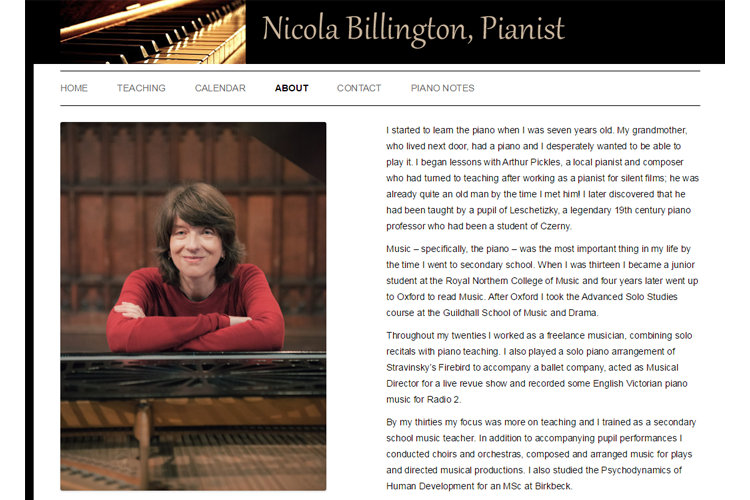 Nicola Billington, Pianist
HOME TEACHING CALENDAR ABOUT CONTACT PIANO NOTES
I started to learn the piano when I was seven years old. My grandmother,
who lived next door, had a piano and I desperately wanted to be able to
play it. I began lessons with Arthur Pickles, a local pianist and composer
who had turned to teaching after working as a pianist for silent films; he was
already quite an old man by the time I met him! I later discovered that he
had been taught by a pupil of Leschetizky, a legendary 19th century piano
professor who had been a student of Czerny.
Music – specifically, the piano – was the most important thing in my life by
the time I went to secondary school. When I was thirteen I became a junior
student at the Royal Northern College of Music and four years later went up
to Oxford to read Music. After Oxford I took the Advanced Solo Studies
course at the Guildhall School of Music and Drama.
Throughout my twenties I worked as a freelance musician, combining solo
recitals with piano teaching. I also played a solo piano arrangement of
Stravinsky's Firebird to accompany a ballet company, acted as Musical
Director for a live revue show and recorded some English Victorian piano
music for Radio 2.
By my thirties my focus was more on teaching and I trained as a secondary
school music teacher. In addition to accompanying pupil performances I
conducted choirs and orchestras, composed and arranged music for plays
and directed musical productions. I also studied the Psychodynamics of
Human Development for an MSc at Birkbeck.